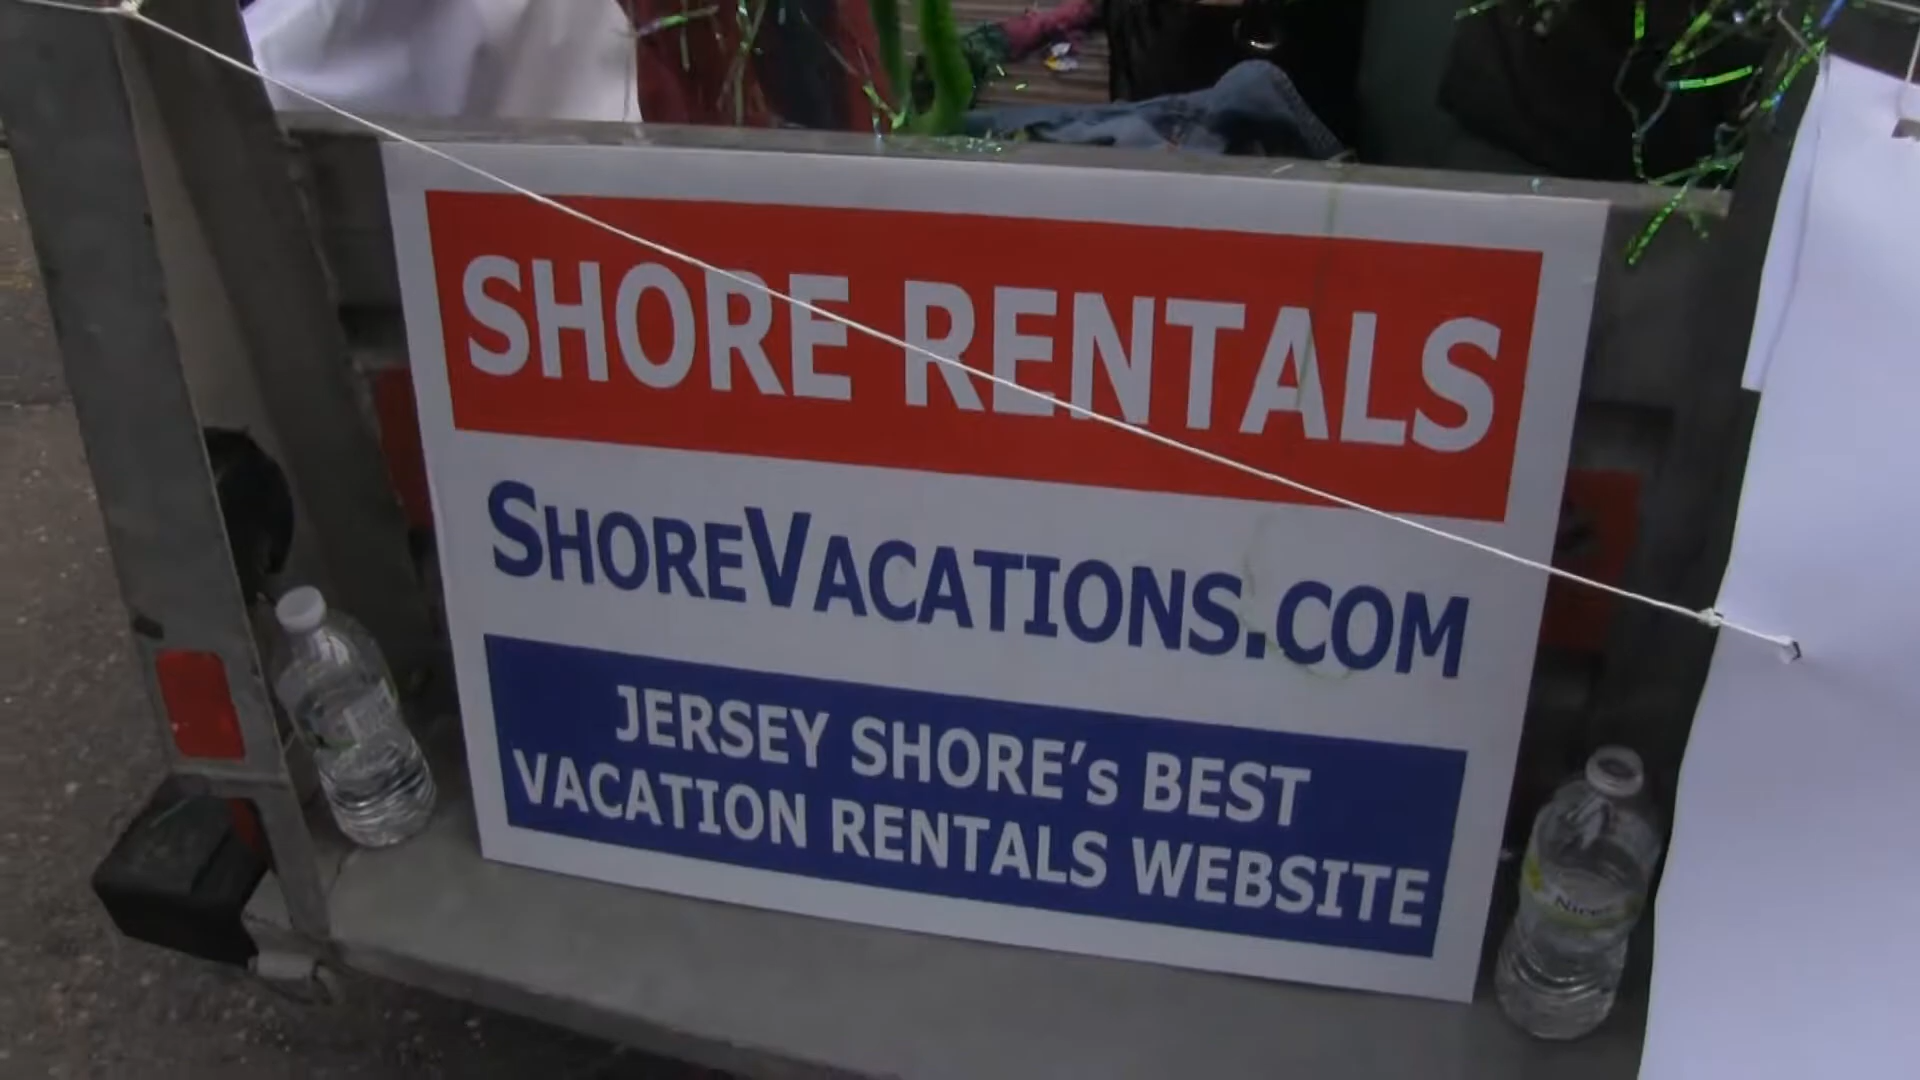 SHORE RENTALS
SHOREVACATIONS.COM
JERSEY SHORE's BEST
VACATION RENTALS WEBSITE